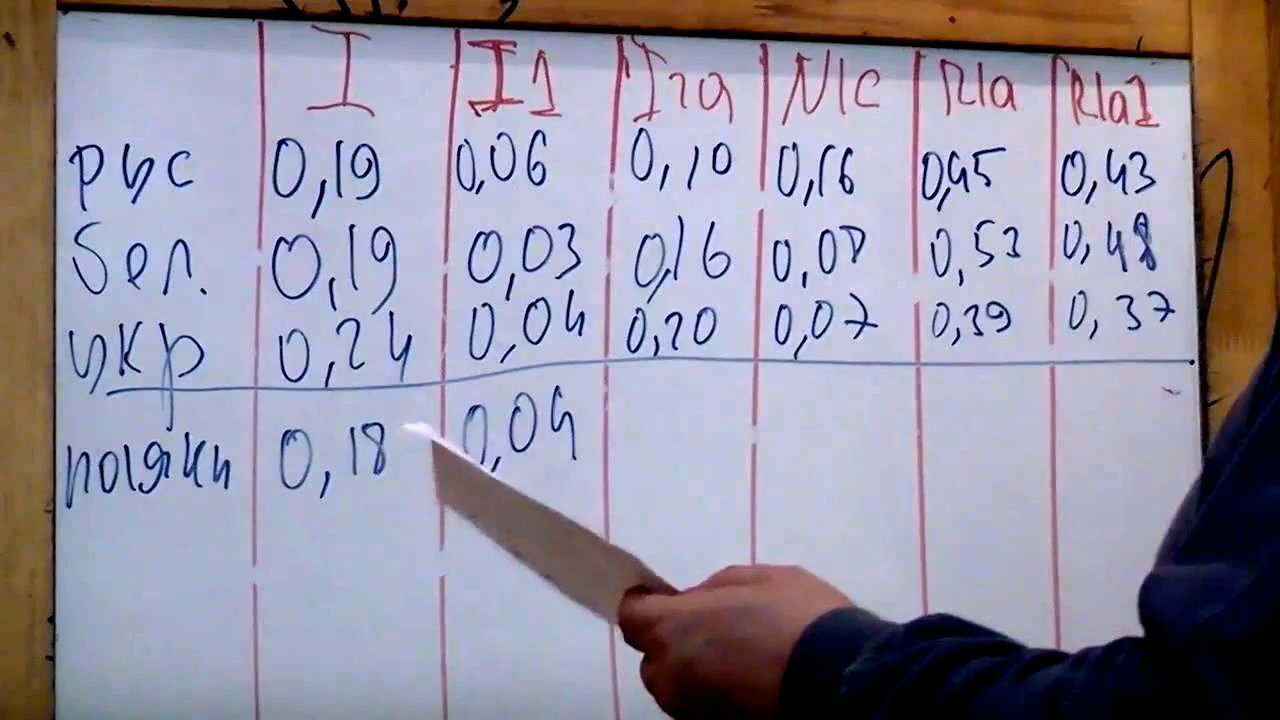 I I1 I2a N1c R1a R1a1
рус 0,19 0,06 0,10 0,16 0,45 0,43
бел. 0,19 0,03 0,16 0,08 0,53 0,48
укр 0,24 0,04 0,20 0,07 0,39 0,37
поляки 0,18 0,04